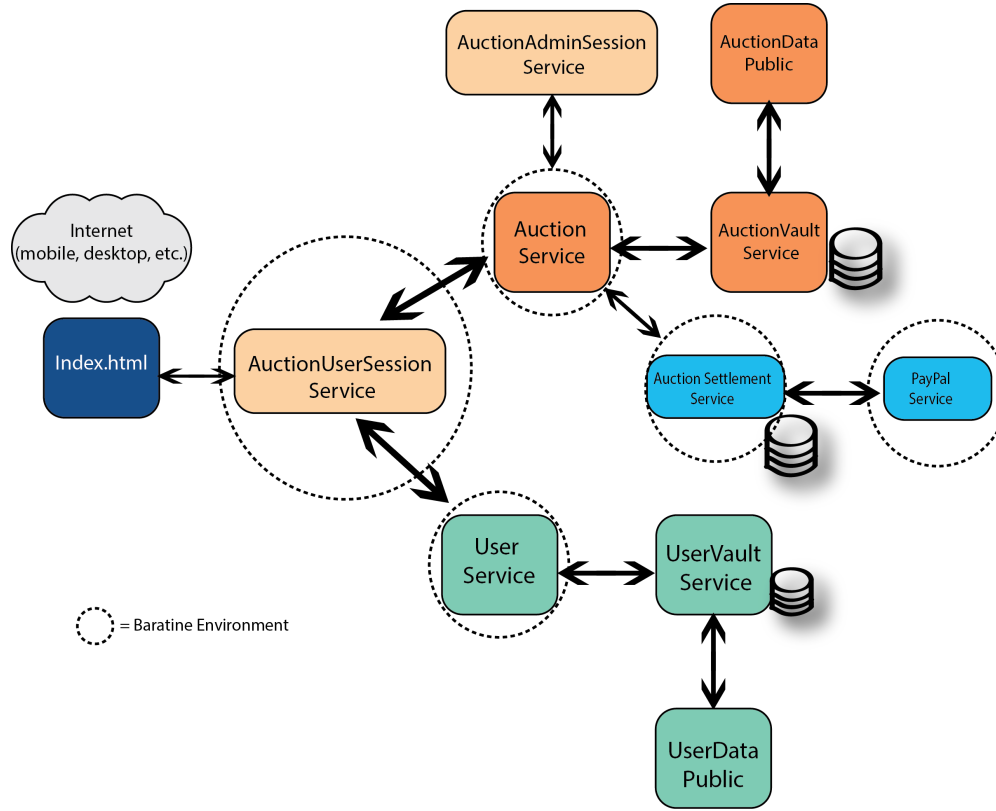 AuctionAdminSession
Service
AuctionData
Public
Internet
(mobile, desktop, etc.)
Auction
Service
AuctionVault
Service
Index.html
AuctionUserSession
Service
Auction Settlement
Service
PayPal
Service
User
Service
UserVault
Service
= Baratine Environment
UserData
Public